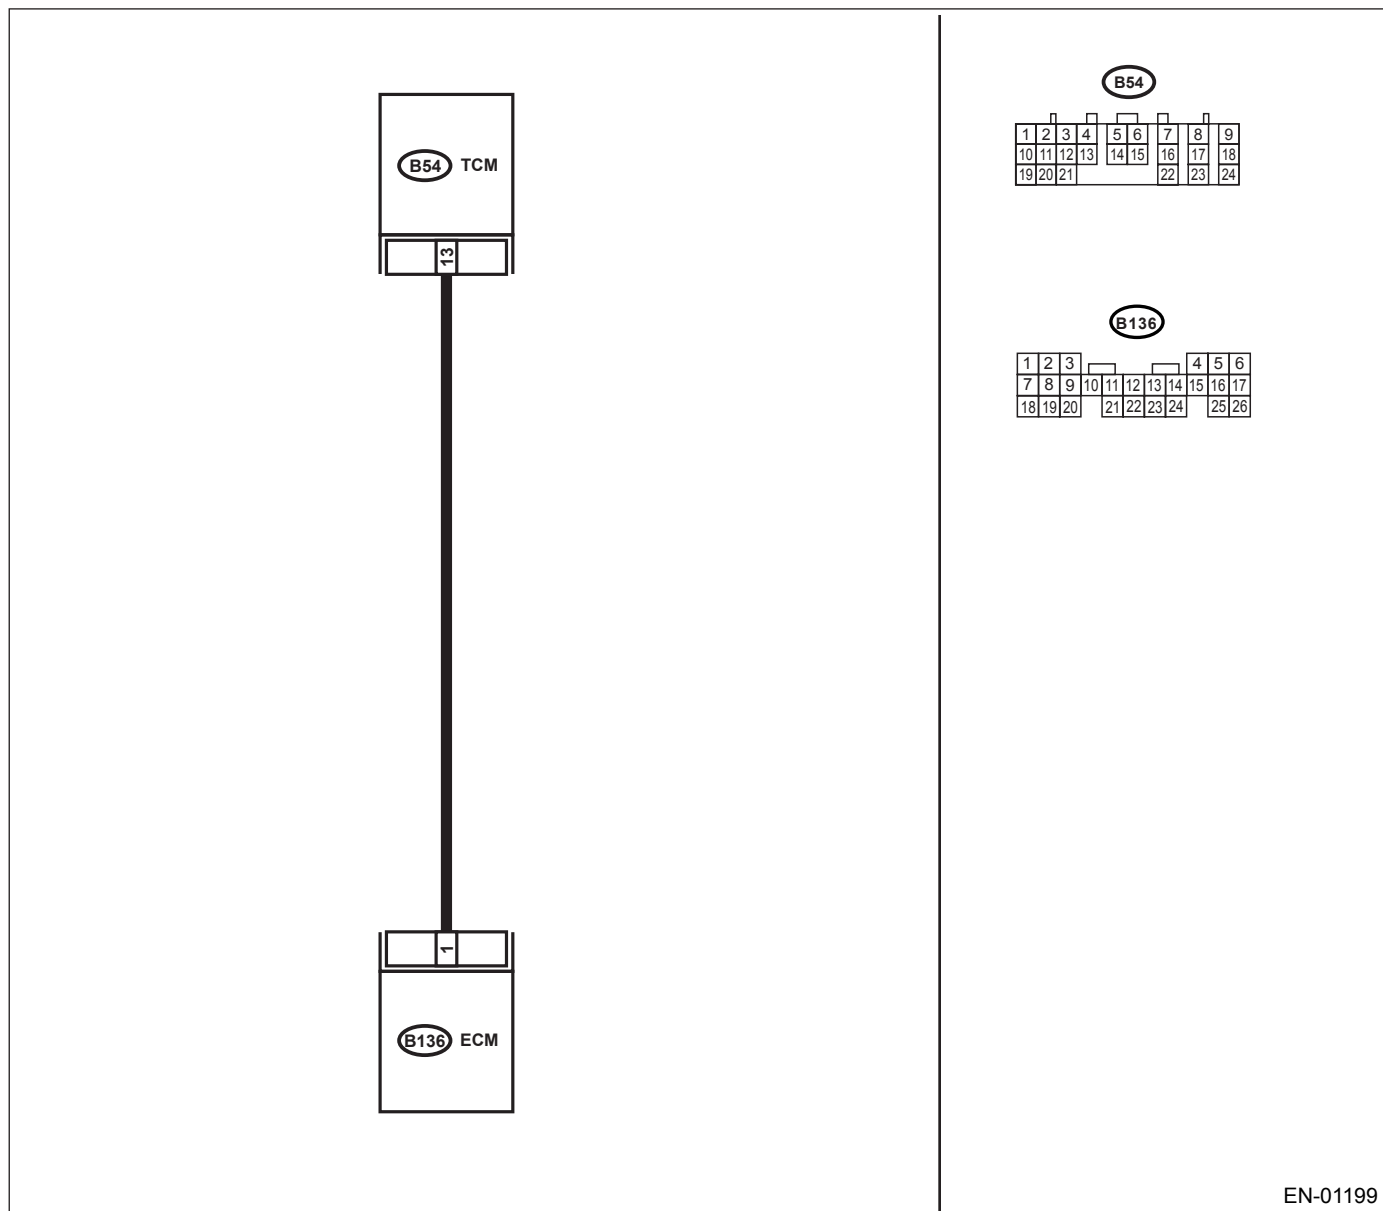 B54 TCM
13
1
B136 ECM
B54
1 2 3 4 5 6 7 8 9
10 11 12 13 14 15 16 17 18
19 20 21 22 23 24
B136
1 2 3 4 5 6
7 8 9 10 11 12 13 14 15 16 17
18 19 20 21 22 23 24 25 26
EN-01199